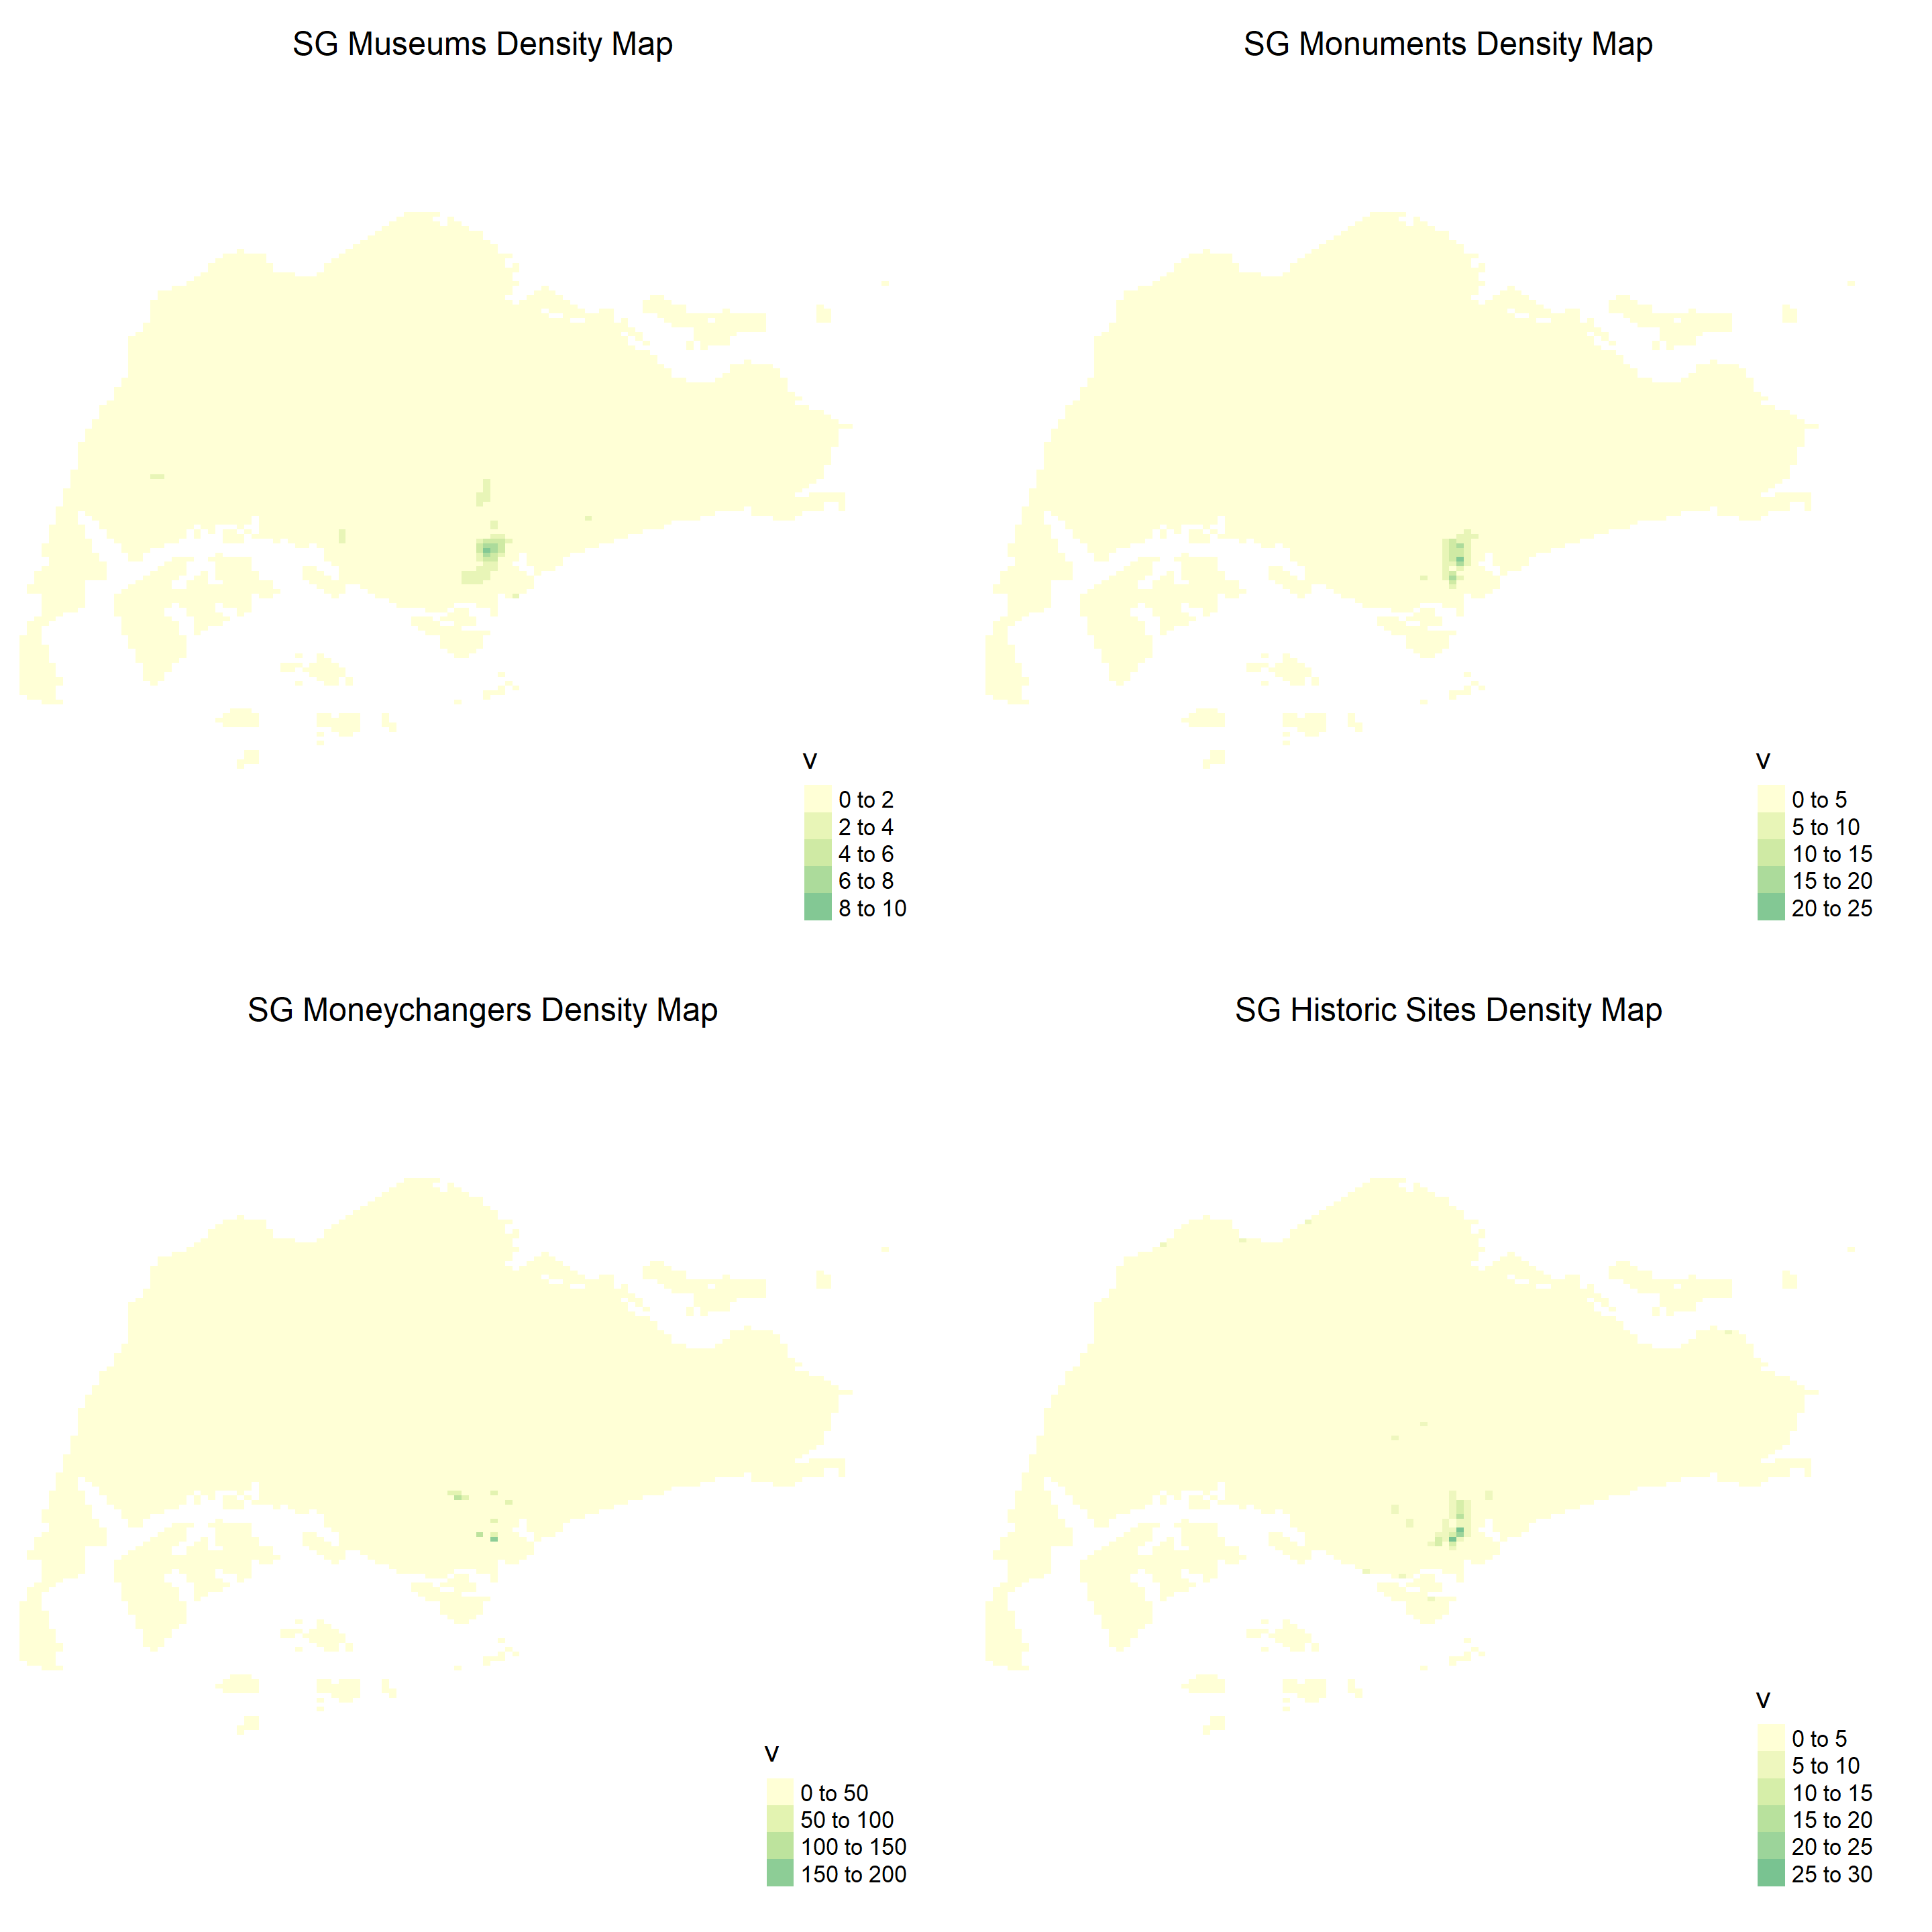 SG Museums Density Map
SG Monuments Density Map
v
0 to 2
2 to 4
4 to 6
6 to 8
8 to 10
v
0 to 5
5 to 10
10 to 15
15 to 20
20 to 25
SG Moneychangers Density Map
SG Historic Sites Density Map
v
0 to 50
50 to 100
100 to 150
150 to 200
v
0 to 5
5 to 10
10 to 15
15 to 20
20 to 25
25 to 30